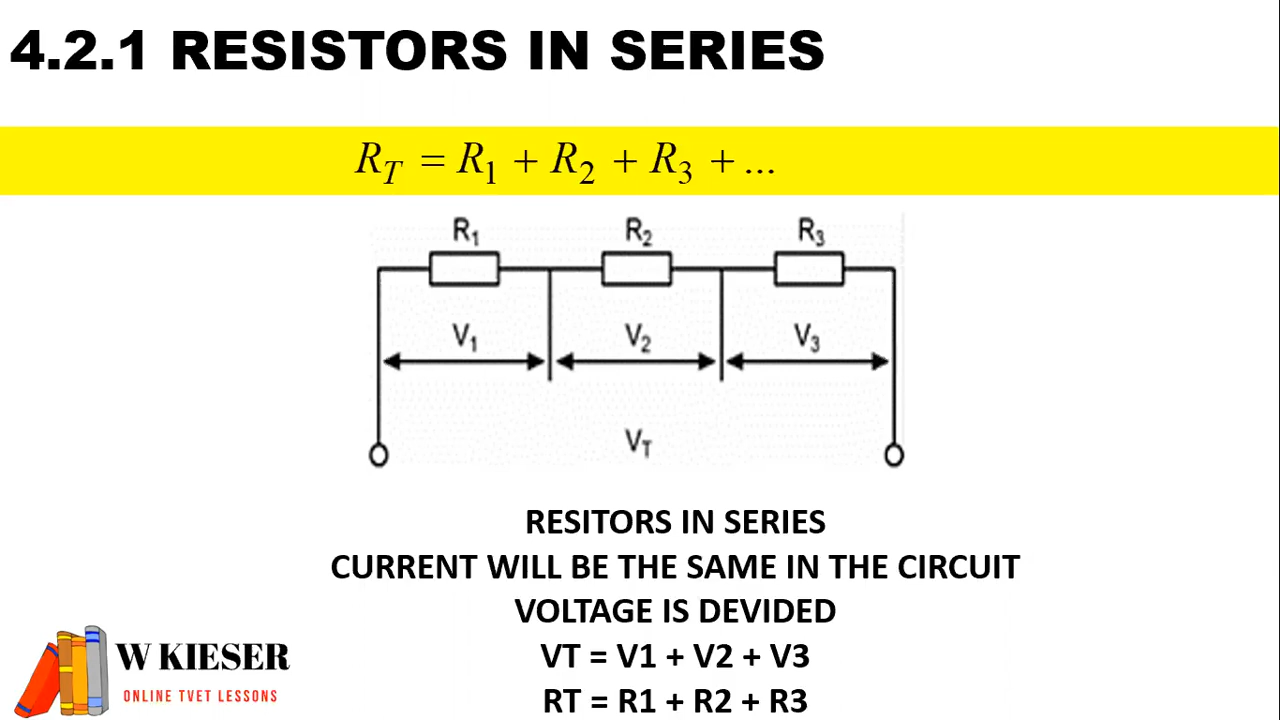 4.2.1 RESISTORS IN SERIES
R_T = R_1 + R_2 + R_3 + ...
R₁ R₂ R₃
V₁ V₂ V₃
V_T
RESITORS IN SERIES
CURRENT WILL BE THE SAME IN THE CIRCUIT
VOLTAGE IS DEVIDED
VT = V1 + V2 + V3
RT = R1 + R2 + R3
W KIESER
ONLINE TVET LESSONS